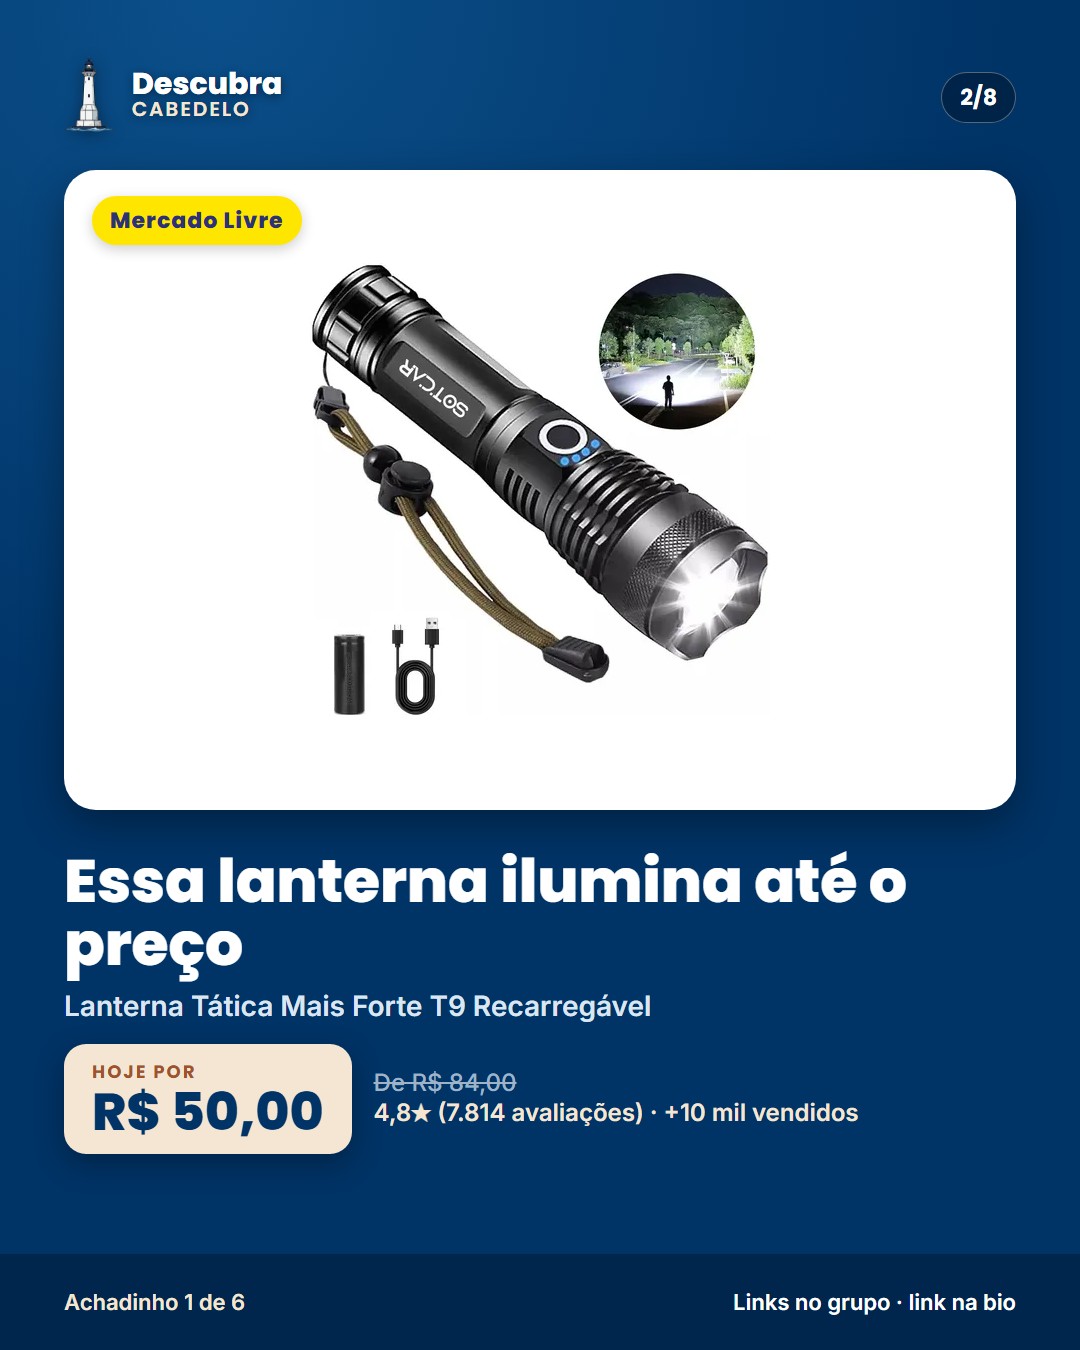 Descubra
CABEDELO
2/8
Mercado Livre
SOTCAR
Essa lanterna ilumina até o
preço
Lanterna Tática Mais Forte T9 Recarregável
HOJE POR
R$ 50,00
De R$ 84,00
4,8★ (7.814 avaliações) · +10 mil vendidos
Achadinho 1 de 6
Links no grupo · link na bio